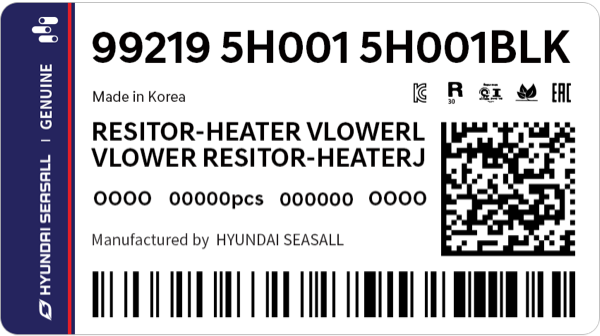 99219 5H001 5H001BLK
Made in Korea
R
30
EAC
RESITOR-HEATER VLOWERL
VLOWER RESITOR-HEATERJ
OOOO 00000pcs 000000 OOOO
Manufactured by HYUNDAI SEASALL
HYUNDAI SEASALL | GENUINE